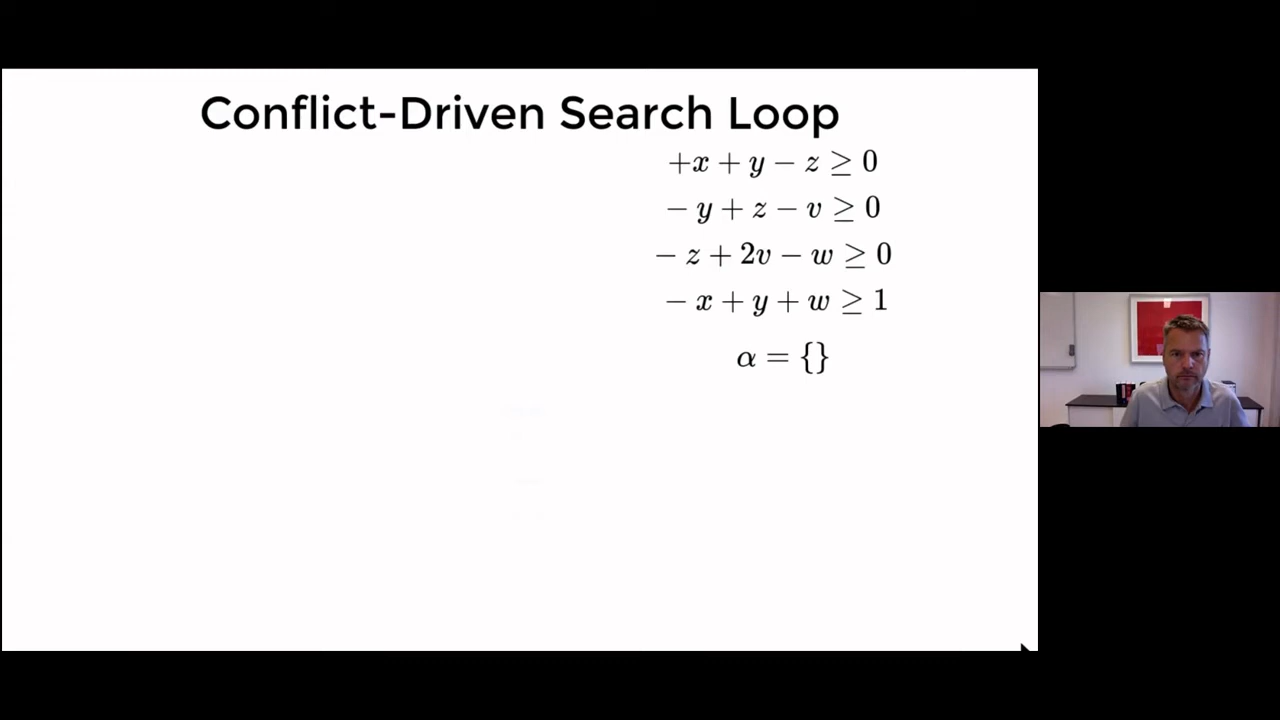 Conflict-Driven Search Loop
+x + y − z ≥ 0
− y + z − v ≥ 0
− z + 2v − w ≥ 0
− x + y + w ≥ 1
α = {}